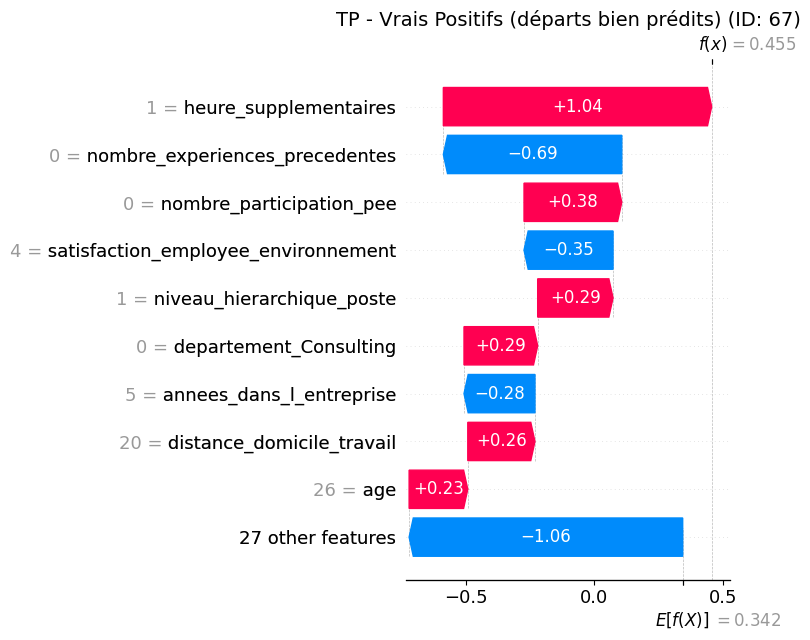 TP - Vrais Positifs (départs bien prédits) (ID: 67)
f(x) = 0.455
1 = heure_supplementaires +1.04
0 = nombre_experiences_precedentes −0.69
0 = nombre_participation_pee +0.38
4 = satisfaction_employee_environnement −0.35
1 = niveau_hierarchique_poste +0.29
0 = departement_Consulting +0.29
5 = annees_dans_l_entreprise −0.28
20 = distance_domicile_travail +0.26
26 = age +0.23
27 other features −1.06
−0.5 0.0 0.5
E[f(X)] = 0.342